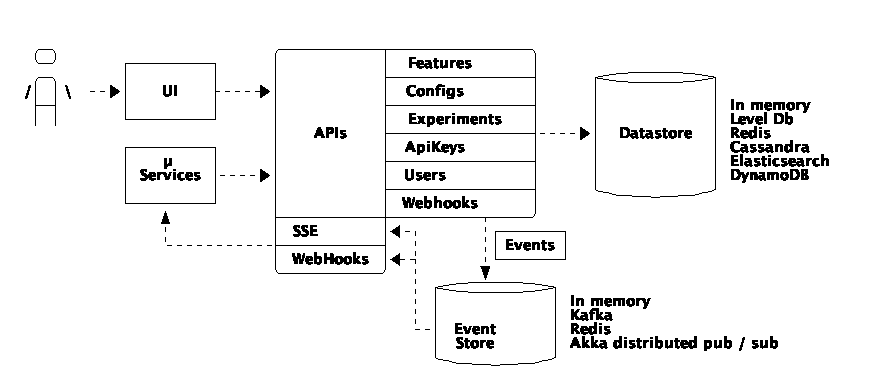 UI
µ
Services
APIs
Features
Configs
Experiments
ApiKeys
Users
Webhooks
SSE
WebHooks
Datastore
In memory
Level Db
Redis
Cassandra
Elasticsearch
DynamoDB
Events
Event
Store
In memory
Kafka
Redis
Akka distributed pub / sub